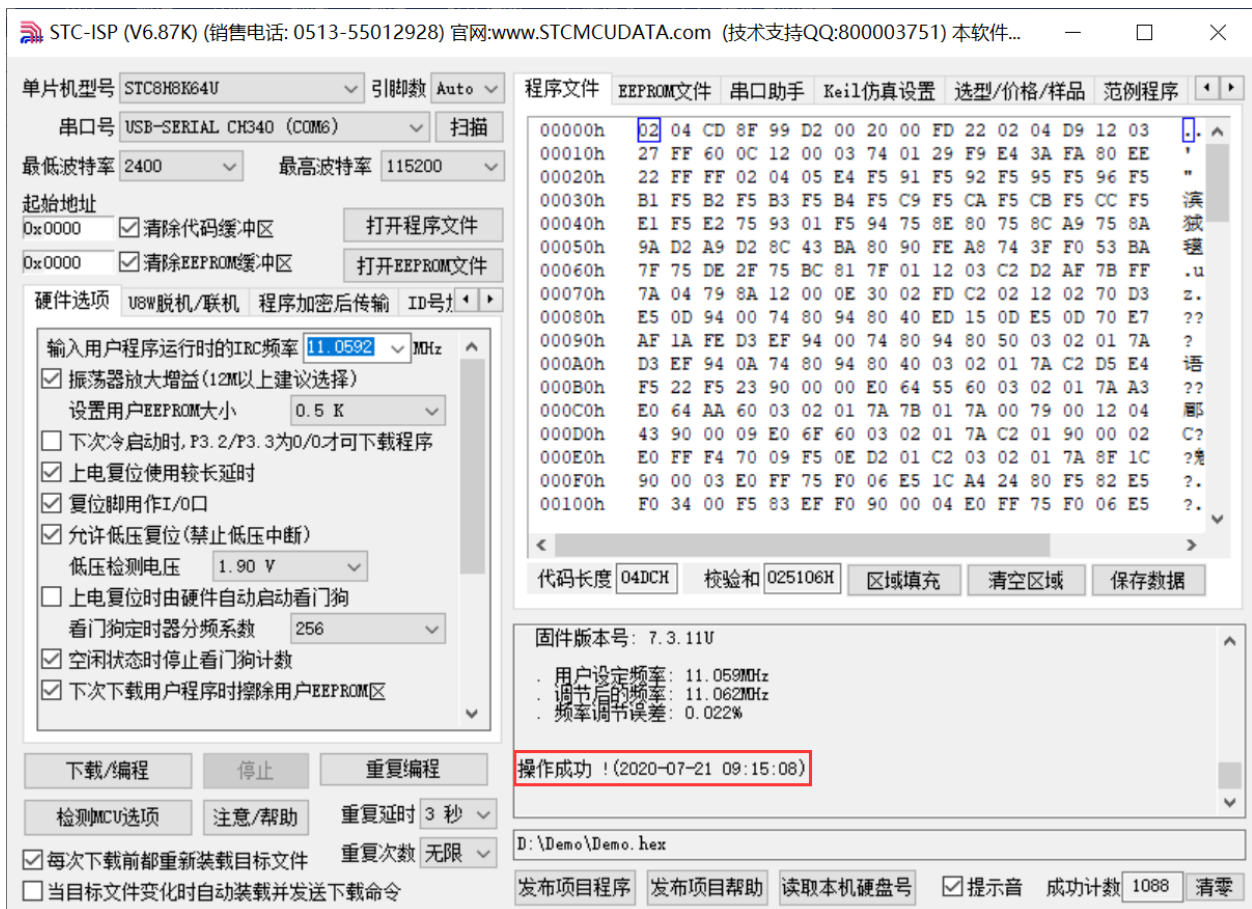 STC-ISP (V6.87K) (销售电话: 0513-55012928) 官网:www.STCMCUDATA.com (技术支持QQ:800003751) 本软件...
单片机型号 STC8H8K64U 引脚数 Auto
串口号 USB-SERIAL CH340 (COM6) 扫描
最低波特率 2400 最高波特率 115200
起始地址
0x0000 清除代码缓冲区 打开程序文件
0x0000 清除EEPROM缓冲区 打开EEPROM文件
硬件选项 U8W脱机/联机 程序加密后传输
输入用户程序运行时的IRC频率 11.0592 MHz
振荡器放大增益(12M以上建议选择)
设置用户EEPROM大小 0.5 K
下次冷启动时,P3.2/P3.3为0/0才可下载程序
上电复位使用较长延时
复位脚用作I/O口
允许低压复位(禁止低压中断)
低压检测电压 1.90 V
上电复位时由硬件自动启动看门狗
看门狗定时器分频系数 256
空闲状态时停止看门狗计数
下次下载用户程序时擦除用户EEPROM区
下载/编程 停止 重复编程
检测MCU选项 注意/帮助 重复延时 3 秒
每次下载前都重新装载目标文件 重复次数 无限
当目标文件变化时自动装载并发送下载命令
程序文件 EEPROM文件 串口助手 Keil仿真设置 选型/价格/样品 范例程序
00000h 02 04 CD 8F 99 D2 00 20 00 FD 22 02 04 D9 12 03 ..
00010h 27 FF 60 0C 12 00 03 74 01 29 F9 E4 3A FA 80 EE '
00020h 22 FF FF 02 04 05 E4 F5 91 F5 92 F5 95 F5 96 F5 "
00030h B1 F5 B2 F5 B3 F5 B4 F5 C9 F5 CA F5 CB F5 CC F5 滨
00040h E1 F5 E2 75 93 01 F5 94 75 8E 80 75 8C A9 75 8A
00050h 9A D2 A9 D2 8C 43 BA 80 90 FE A8 74 3F F0 53 BA
00060h 7F 75 DE 2F 75 BC 81 7F 01 12 03 C2 D2 AF 7B FF .u
00070h 7A 04 79 8A 12 00 0E 30 02 FD C2 02 12 02 70 D3 z.
00080h E5 0D 94 00 74 80 94 80 40 ED 15 0D E5 0D 70 E7 ??
00090h AF 1A FE D3 EF 94 00 74 80 94 80 50 03 02 01 7A ?
000A0h D3 EF 94 0A 74 80 94 80 40 03 02 01 7A C2 D5 E4 语
000B0h F5 22 F5 23 90 00 00 E0 64 55 60 03 02 01 7A A3 ??
000C0h E0 64 AA 60 03 02 01 7A 7B 01 7A 00 79 00 12 04 郿
000D0h 43 90 00 09 E0 6F 60 03 02 01 7A C2 01 90 00 02 C?
000E0h E0 FF F4 70 09 F5 0E D2 01 C2 03 02 01 7A 8F 1C
000F0h 90 00 03 E0 FF 75 F0 06 E5 1C A4 24 80 F5 82 E5 ?.
00100h F0 34 00 F5 83 EF F0 90 00 04 E0 FF 75 F0 06 E5 ?.
代码长度 04DCH 校验和 025106H 区域填充 清空区域 保存数据
固件版本号: 7.3.11U
. 用户设定频率: 11.059MHz
. 调节后的频率: 11.062MHz
. 频率调节误差: 0.022%
操作成功 !(2020-07-21 09:15:08)
D:\Demo\Demo.hex
发布项目程序 发布项目帮助 读取本机硬盘号 提示音 成功计数 1088 清零